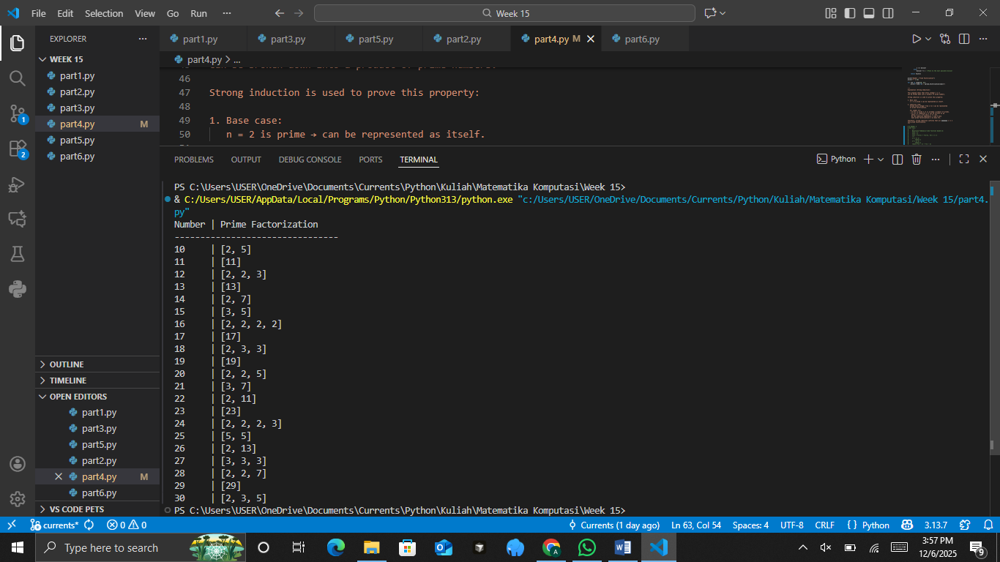 File Edit Selection View Go Run ··· Week 15
EXPLORER ···
WEEK 15
part1.py
part2.py
part3.py
part4.py M
part5.py
part6.py
OUTLINE
TIMELINE
OPEN EDITORS
part1.py
part3.py
part5.py
part2.py
part4.py M
part6.py
VS CODE PETS
part1.py part3.py part5.py part2.py part4.py M part6.py
part4.py > ...
46
47 Strong induction is used to prove this property:
48
49 1. Base case:
50 n = 2 is prime → can be represented as itself.
PROBLEMS OUTPUT DEBUG CONSOLE PORTS TERMINAL Python
PS C:\Users\USER\OneDrive\Documents\Currents\Python\Kuliah\Matematika Komputasi\Week 15>
& C:/Users/USER/AppData/Local/Programs/Python/Python313/python.exe "c:/Users/USER/OneDrive/Documents/Currents/Python/Kuliah/Matematika Komputasi/Week 15/part4.
py"
Number | Prime Factorization
--------------------------------
10 | [2, 5]
11 | [11]
12 | [2, 2, 3]
13 | [13]
14 | [2, 7]
15 | [3, 5]
16 | [2, 2, 2, 2]
17 | [17]
18 | [2, 3, 3]
19 | [19]
20 | [2, 2, 5]
21 | [3, 7]
22 | [2, 11]
23 | [23]
24 | [2, 2, 2, 3]
25 | [5, 5]
26 | [2, 13]
27 | [3, 3, 3]
28 | [2, 2, 7]
29 | [29]
30 | [2, 3, 5]
PS C:\Users\USER\OneDrive\Documents\Currents\Python\Kuliah\Matematika Komputasi\Week 15>
1
2
currents* 0 0 Currents (1 day ago) Ln 63, Col 54 Spaces: 4 UTF-8 CRLF { } Python 3.13.7
Type here to search
3:57 PM
12/6/2025
9